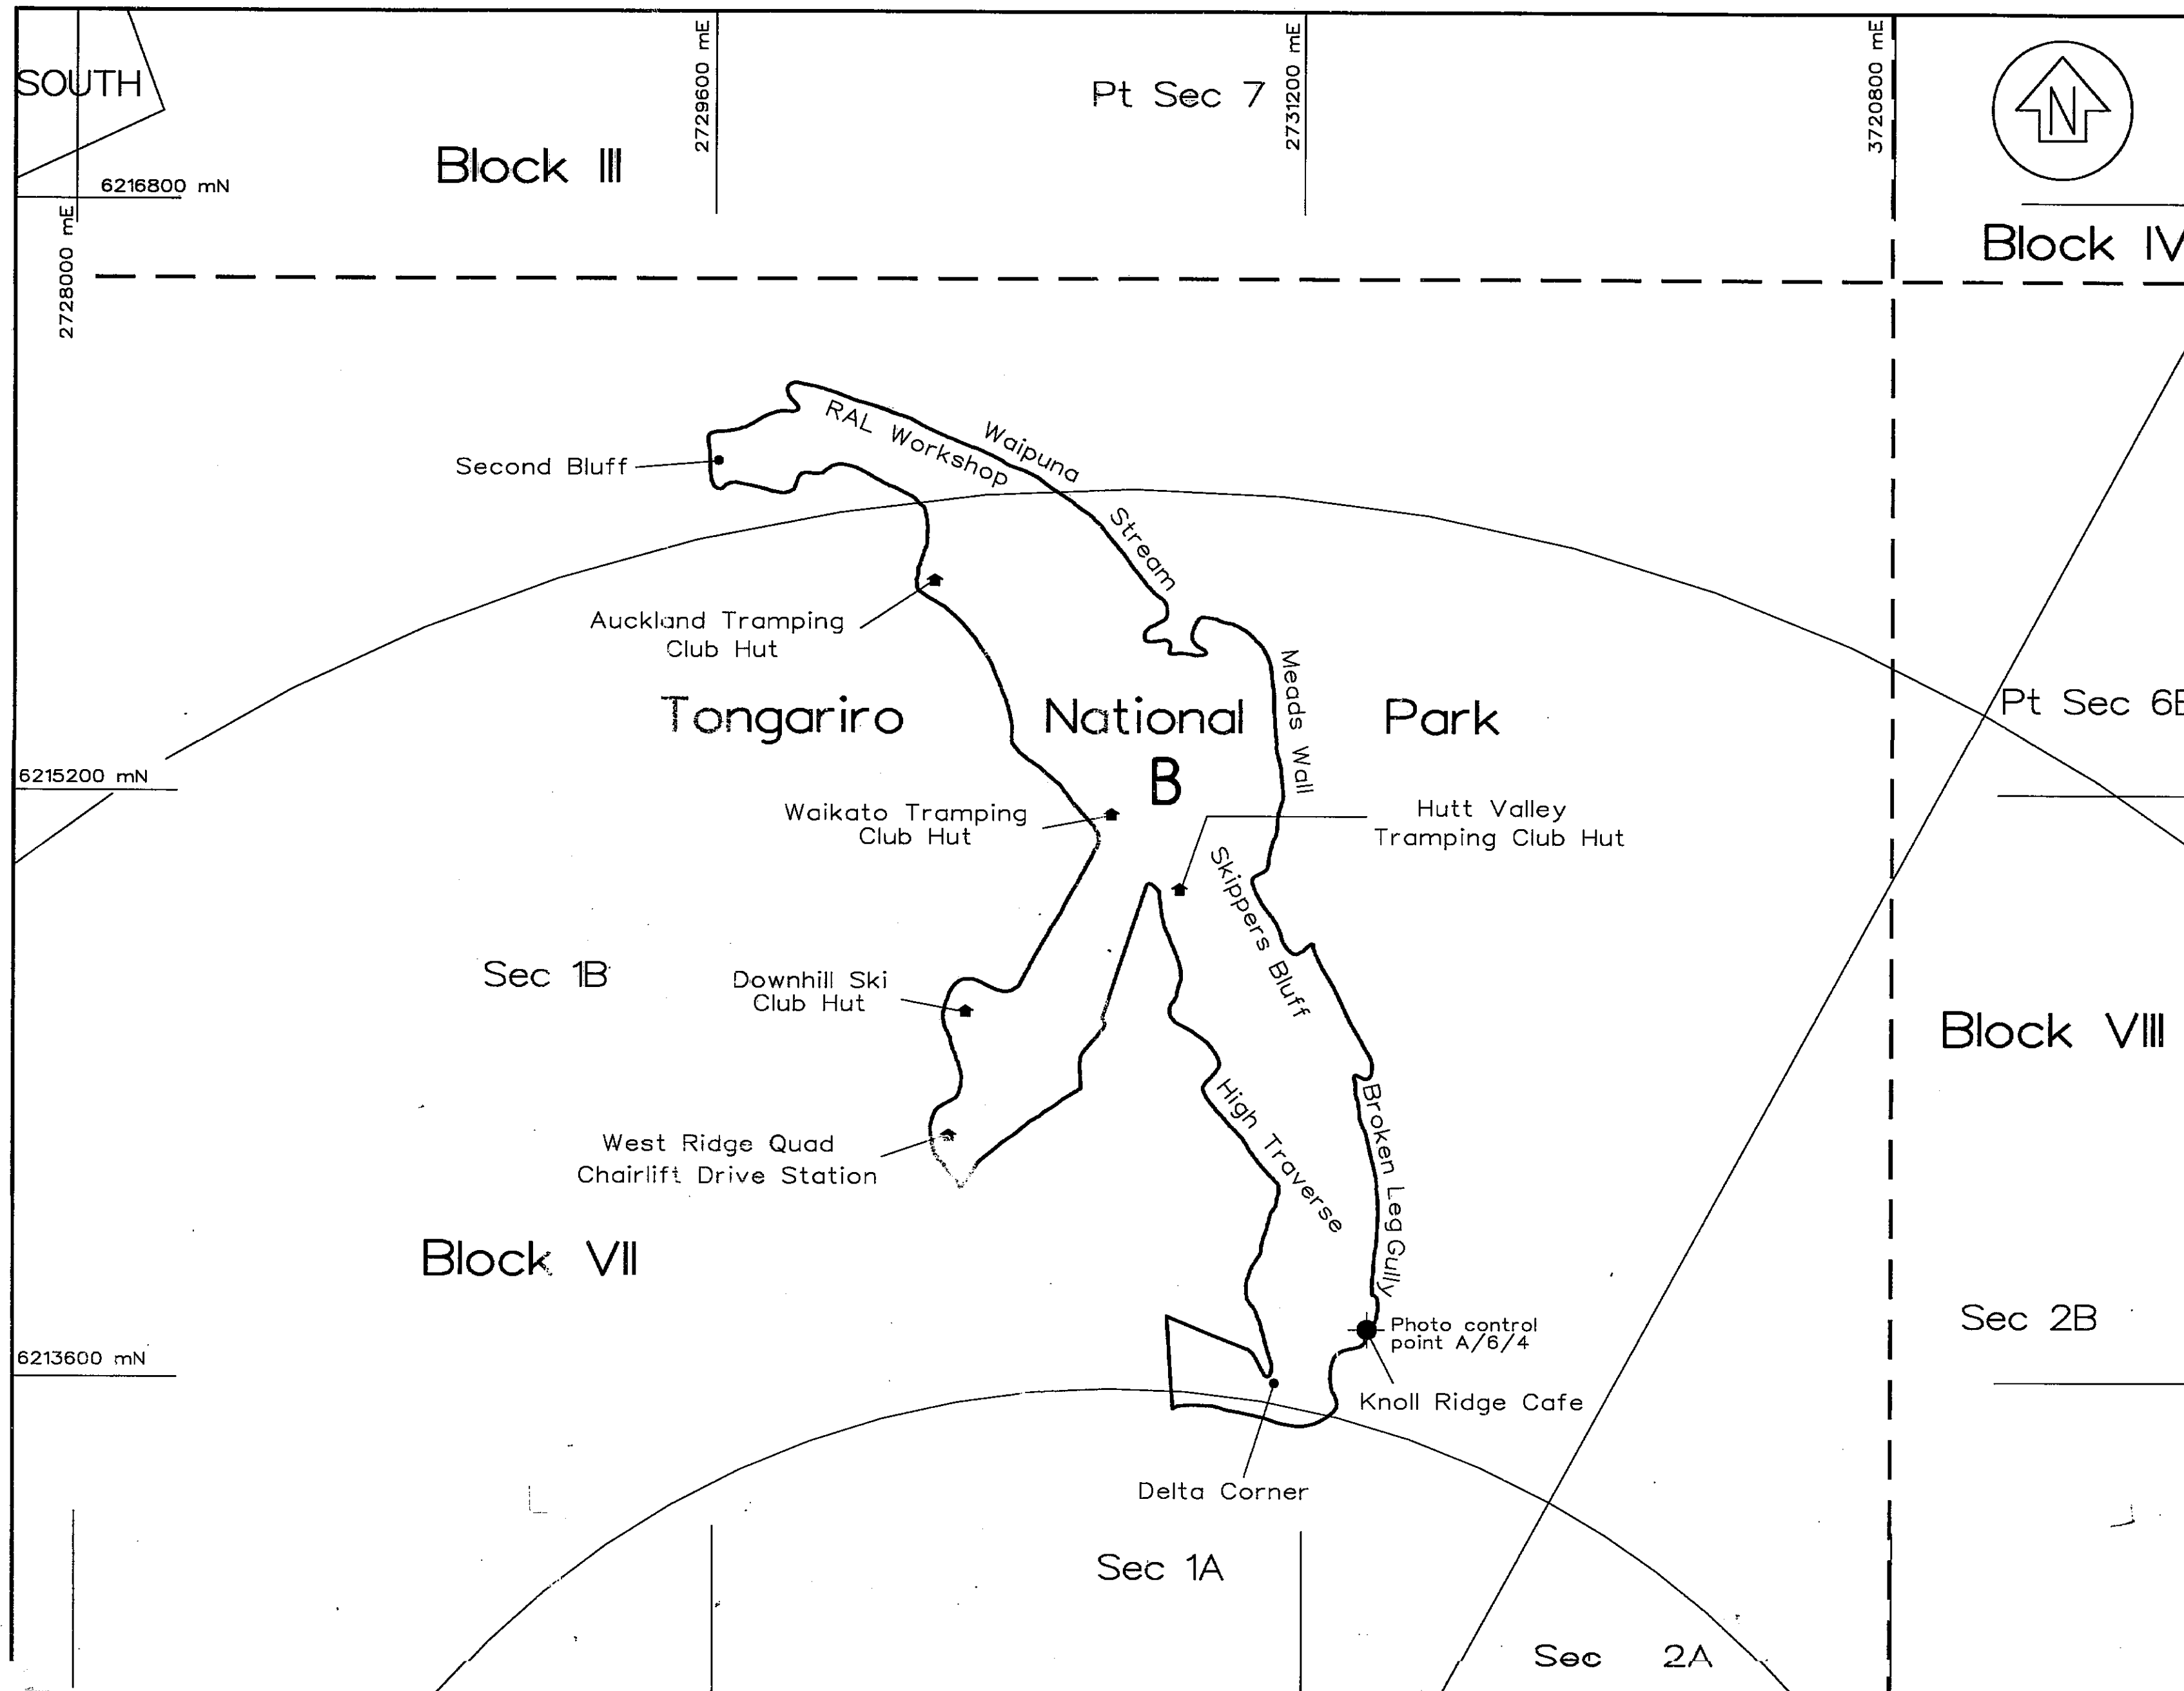 SOUTH
2729600 mE
Pt Sec 7
2731200 mE
3720800 mE
N
Block III
6216800 mN
2728000 mE
Block IV
Second Bluff
RAL Workshop
Waipuna
Stream
Auckland Tramping
Club Hut
Meads Wall
Tongariro National Park
Pt Sec 6B
B
6215200 mN
Waikato Tramping
Club Hut
Hutt Valley
Tramping Club Hut
Skippers Bluff
Sec 1B
Downhill Ski
Club Hut
Block VIII
High Traverse
Broken Leg Gully
West Ridge Quad
Chairlift Drive Station
Block VII
Sec 2B
Photo control
point A/6/4
6213600 mN
Knoll Ridge Cafe
Delta Corner
Sec 1A
Sec 2A